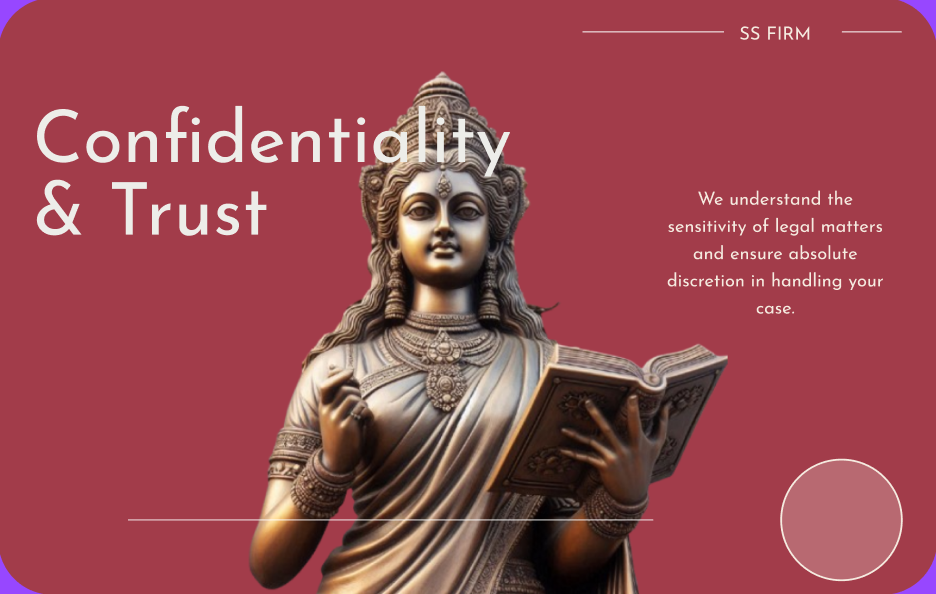 SS FIRM
Confidentiality
& Trust
We understand the
sensitivity of legal matters
and ensure absolute
discretion in handling your
case.